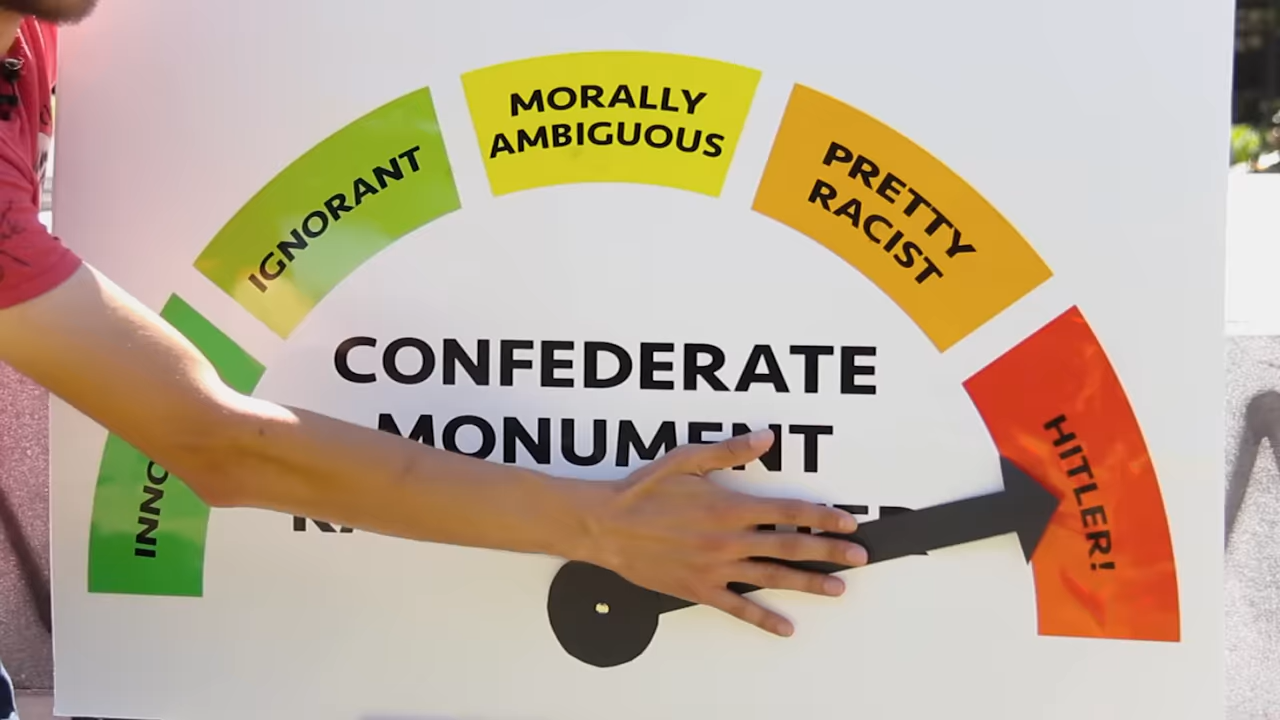 MORALLY
AMBIGUOUS
IGNORANT
PRETTY
RACIST
CONFEDERATE
MONUMENT
HITLER!